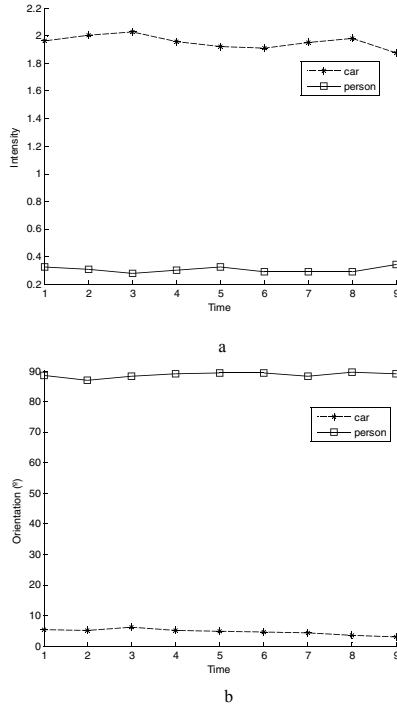 2.2
2
1.8
1.6
1.4
1.2
1
0.8
0.6
0.4
0.2
Intensity
car
person
1 2 3 4 5 6 7 8 9
Time
a
90
80
70
60
50
40
30
20
10
0
Orientation (º)
car
person
1 2 3 4 5 6 7 8 9
Time
b